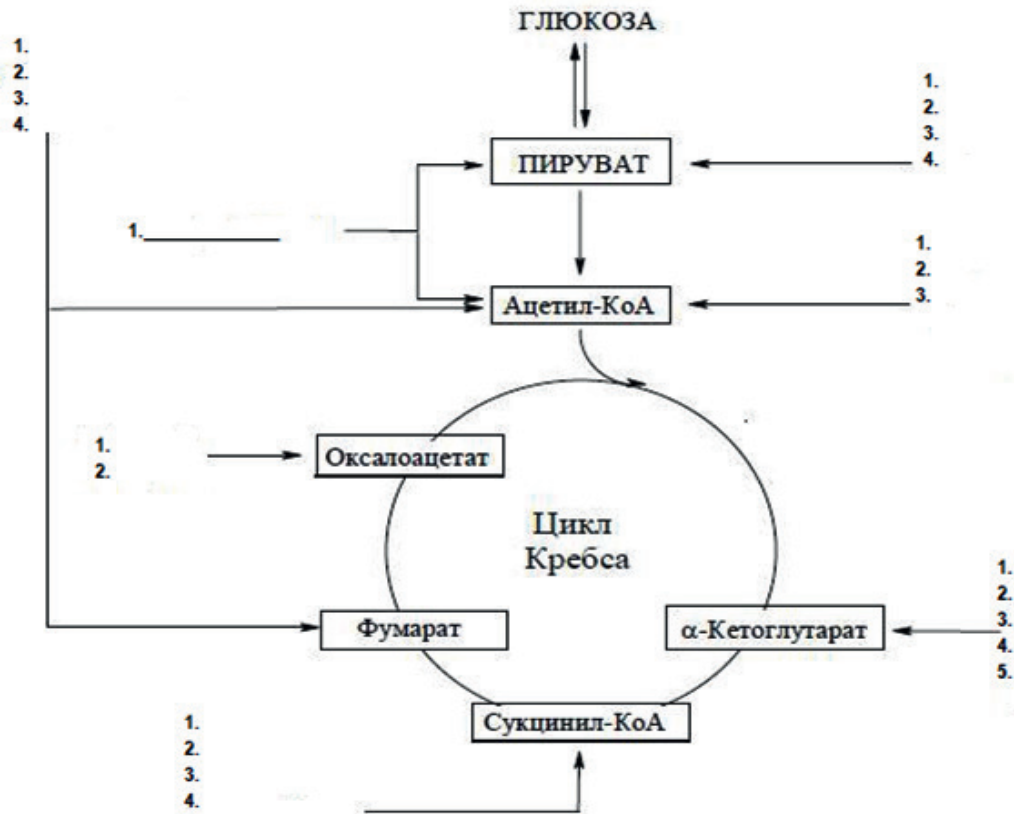 ГЛЮКОЗА
1.
2.
3.
4.
1.
2.
3.
4.
ПИРУВАТ
1.
1.
2.
3.
Ацетил-КоА
1.
2.
Оксалоацетат
Цикл
Кребса
1.
2.
3.
4.
5.
Фумарат
α-Кетоглутарат
Сукцинил-КоА
1.
2.
3.
4.